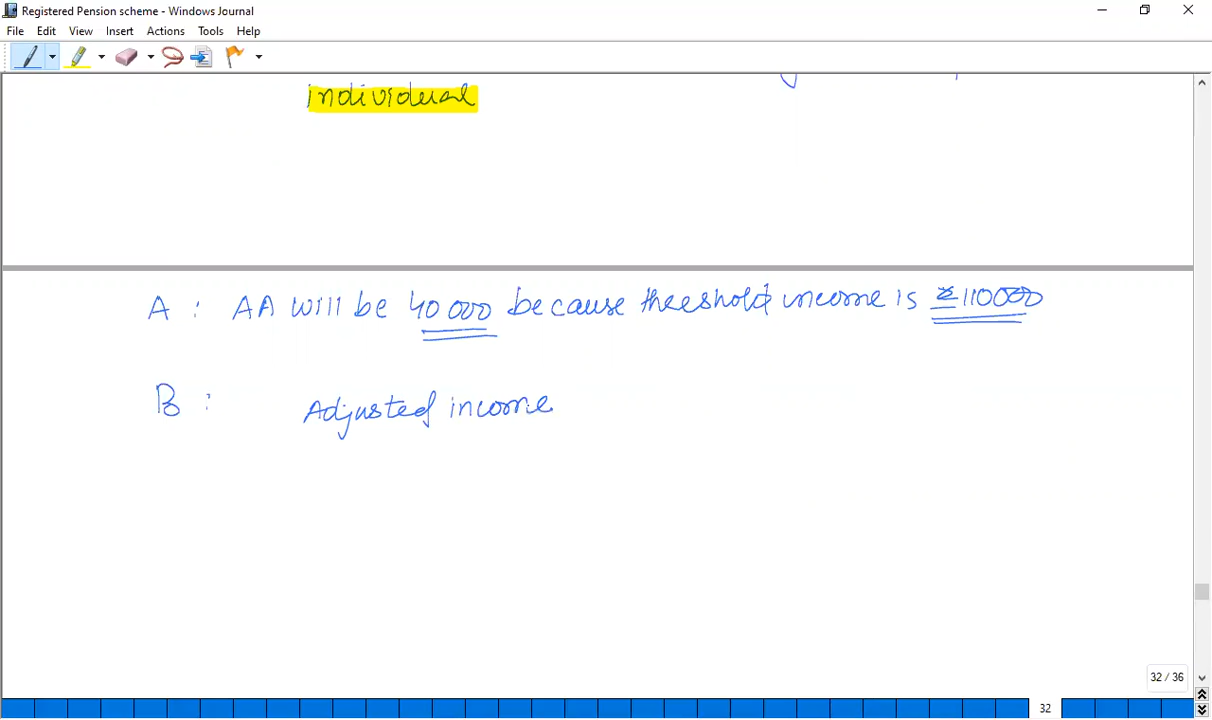 Registered Pension scheme - Windows Journal
File Edit View Insert Actions Tools Help
individual
A : AA will be 40 000 because threeshold income is ≤ 110000
B : Adjusted income
32 / 36
32